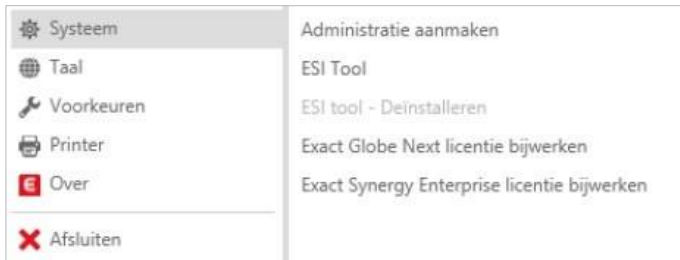 Systeem
Taal
Voorkeuren
Printer
Over
Afsluiten
Administratie aanmaken
ESI Tool
ESI tool - Deïnstalleren
Exact Globe Next licentie bijwerken
Exact Synergy Enterprise licentie bijwerken